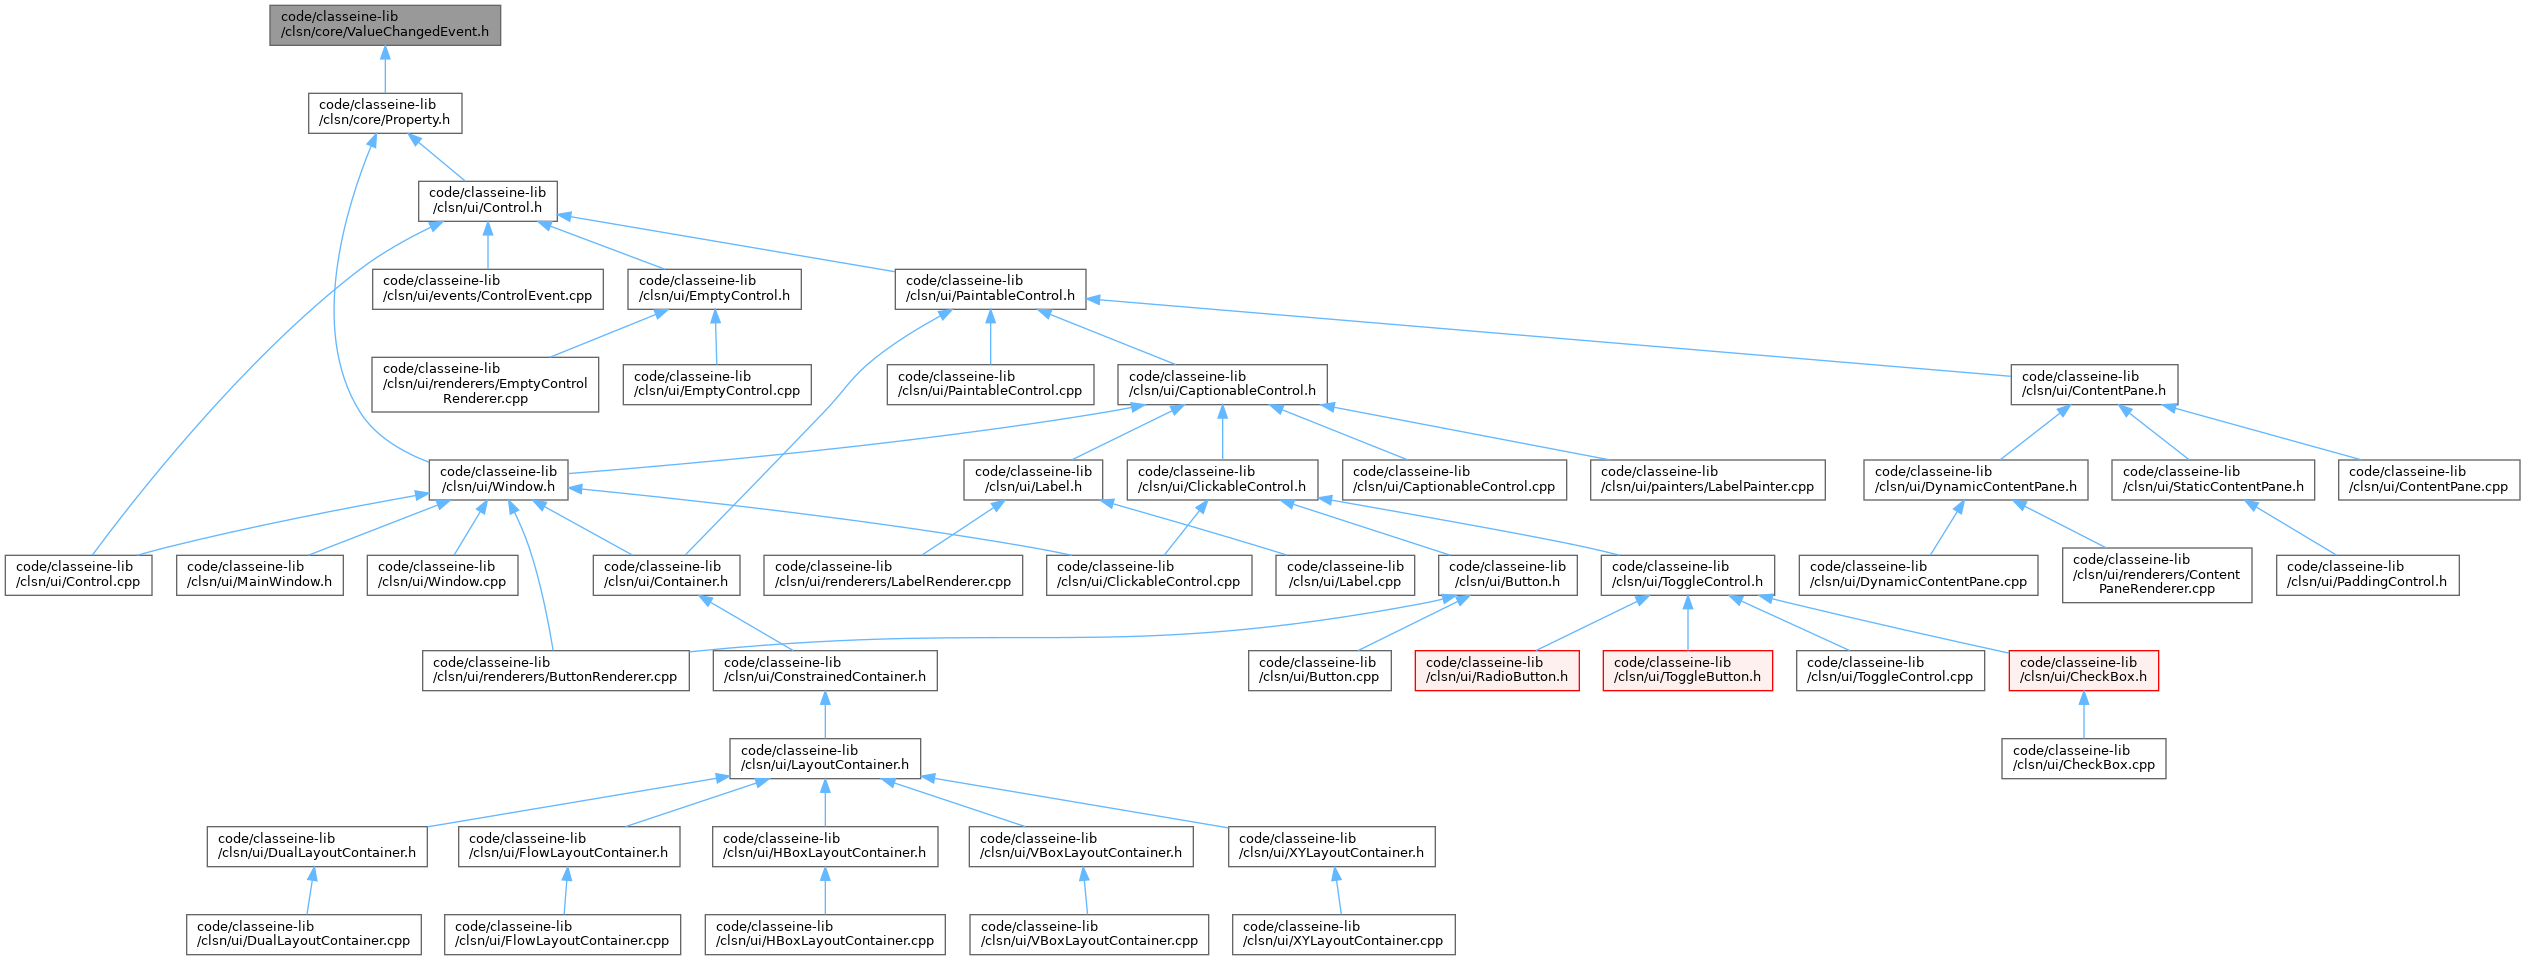 code/classeine-lib
/clsn/core/ValueChangedEvent.h
code/classeine-lib
/clsn/core/Property.h
code/classeine-lib
/clsn/ui/Control.h
code/classeine-lib
/clsn/ui/events/ControlEvent.cpp
code/classeine-lib
/clsn/ui/EmptyControl.h
code/classeine-lib
/clsn/ui/PaintableControl.h
code/classeine-lib
/clsn/ui/renderers/EmptyControl
Renderer.cpp
code/classeine-lib
/clsn/ui/EmptyControl.cpp
code/classeine-lib
/clsn/ui/PaintableControl.cpp
code/classeine-lib
/clsn/ui/CaptionableControl.h
code/classeine-lib
/clsn/ui/ContentPane.h
code/classeine-lib
/clsn/ui/Window.h
code/classeine-lib
/clsn/ui/Label.h
code/classeine-lib
/clsn/ui/ClickableControl.h
code/classeine-lib
/clsn/ui/CaptionableControl.cpp
code/classeine-lib
/clsn/ui/painters/LabelPainter.cpp
code/classeine-lib
/clsn/ui/DynamicContentPane.h
code/classeine-lib
/clsn/ui/StaticContentPane.h
code/classeine-lib
/clsn/ui/ContentPane.cpp
code/classeine-lib
/clsn/ui/Control.cpp
code/classeine-lib
/clsn/ui/MainWindow.h
code/classeine-lib
/clsn/ui/Window.cpp
code/classeine-lib
/clsn/ui/Container.h
code/classeine-lib
/clsn/ui/renderers/LabelRenderer.cpp
code/classeine-lib
/clsn/ui/ClickableControl.cpp
code/classeine-lib
/clsn/ui/Label.cpp
code/classeine-lib
/clsn/ui/Button.h
code/classeine-lib
/clsn/ui/ToggleControl.h
code/classeine-lib
/clsn/ui/DynamicContentPane.cpp
code/classeine-lib
/clsn/ui/renderers/Content
PaneRenderer.cpp
code/classeine-lib
/clsn/ui/PaddingControl.h
code/classeine-lib
/clsn/ui/renderers/ButtonRenderer.cpp
code/classeine-lib
/clsn/ui/ConstrainedContainer.h
code/classeine-lib
/clsn/ui/Button.cpp
code/classeine-lib
/clsn/ui/RadioButton.h
code/classeine-lib
/clsn/ui/ToggleButton.h
code/classeine-lib
/clsn/ui/ToggleControl.cpp
code/classeine-lib
/clsn/ui/CheckBox.h
code/classeine-lib
/clsn/ui/LayoutContainer.h
code/classeine-lib
/clsn/ui/CheckBox.cpp
code/classeine-lib
/clsn/ui/DualLayoutContainer.h
code/classeine-lib
/clsn/ui/FlowLayoutContainer.h
code/classeine-lib
/clsn/ui/HBoxLayoutContainer.h
code/classeine-lib
/clsn/ui/VBoxLayoutContainer.h
code/classeine-lib
/clsn/ui/XYLayoutContainer.h
code/classeine-lib
/clsn/ui/DualLayoutContainer.cpp
code/classeine-lib
/clsn/ui/FlowLayoutContainer.cpp
code/classeine-lib
/clsn/ui/HBoxLayoutContainer.cpp
code/classeine-lib
/clsn/ui/VBoxLayoutContainer.cpp
code/classeine-lib
/clsn/ui/XYLayoutContainer.cpp